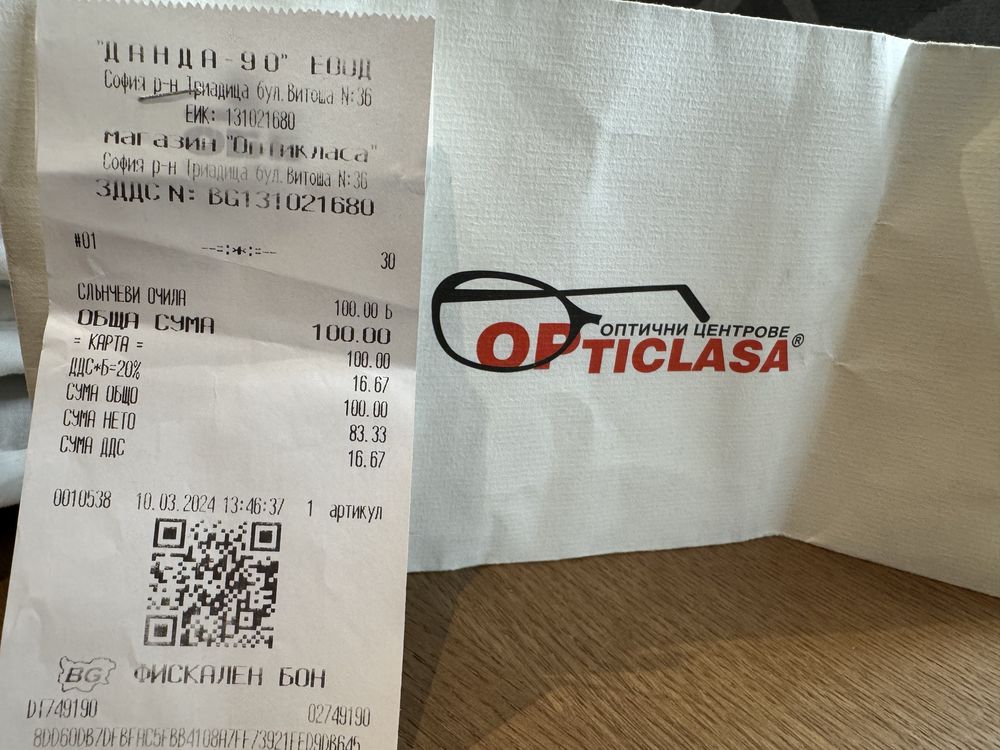 "ДАНДА-90" ЕООД
София р-н Триадица бул.Витоша N:36
ЕИК: 131021680
магазин "Оптикласа"
София р-н Триадица бул.Витоша N:36
ЗДДС N: BG131021680
#01 --=:ж:=-- 30
СЛЪНЧЕВИ ОЧИЛА 100.00 Б
ОБЩА СУМА 100.00
= КАРТА = 100.00
ДДС*Б=20% 16.67
СУМА ОБЩО 100.00
СУМА НЕТО 83.33
СУМА ДДС 16.67
0010538 10.03.2024 13:46:37 1 артикул
BG ФИСКАЛЕН БОН
DT749190 02749190
ОПТИЧНИ ЦЕНТРОВЕ
OPTICLASA®